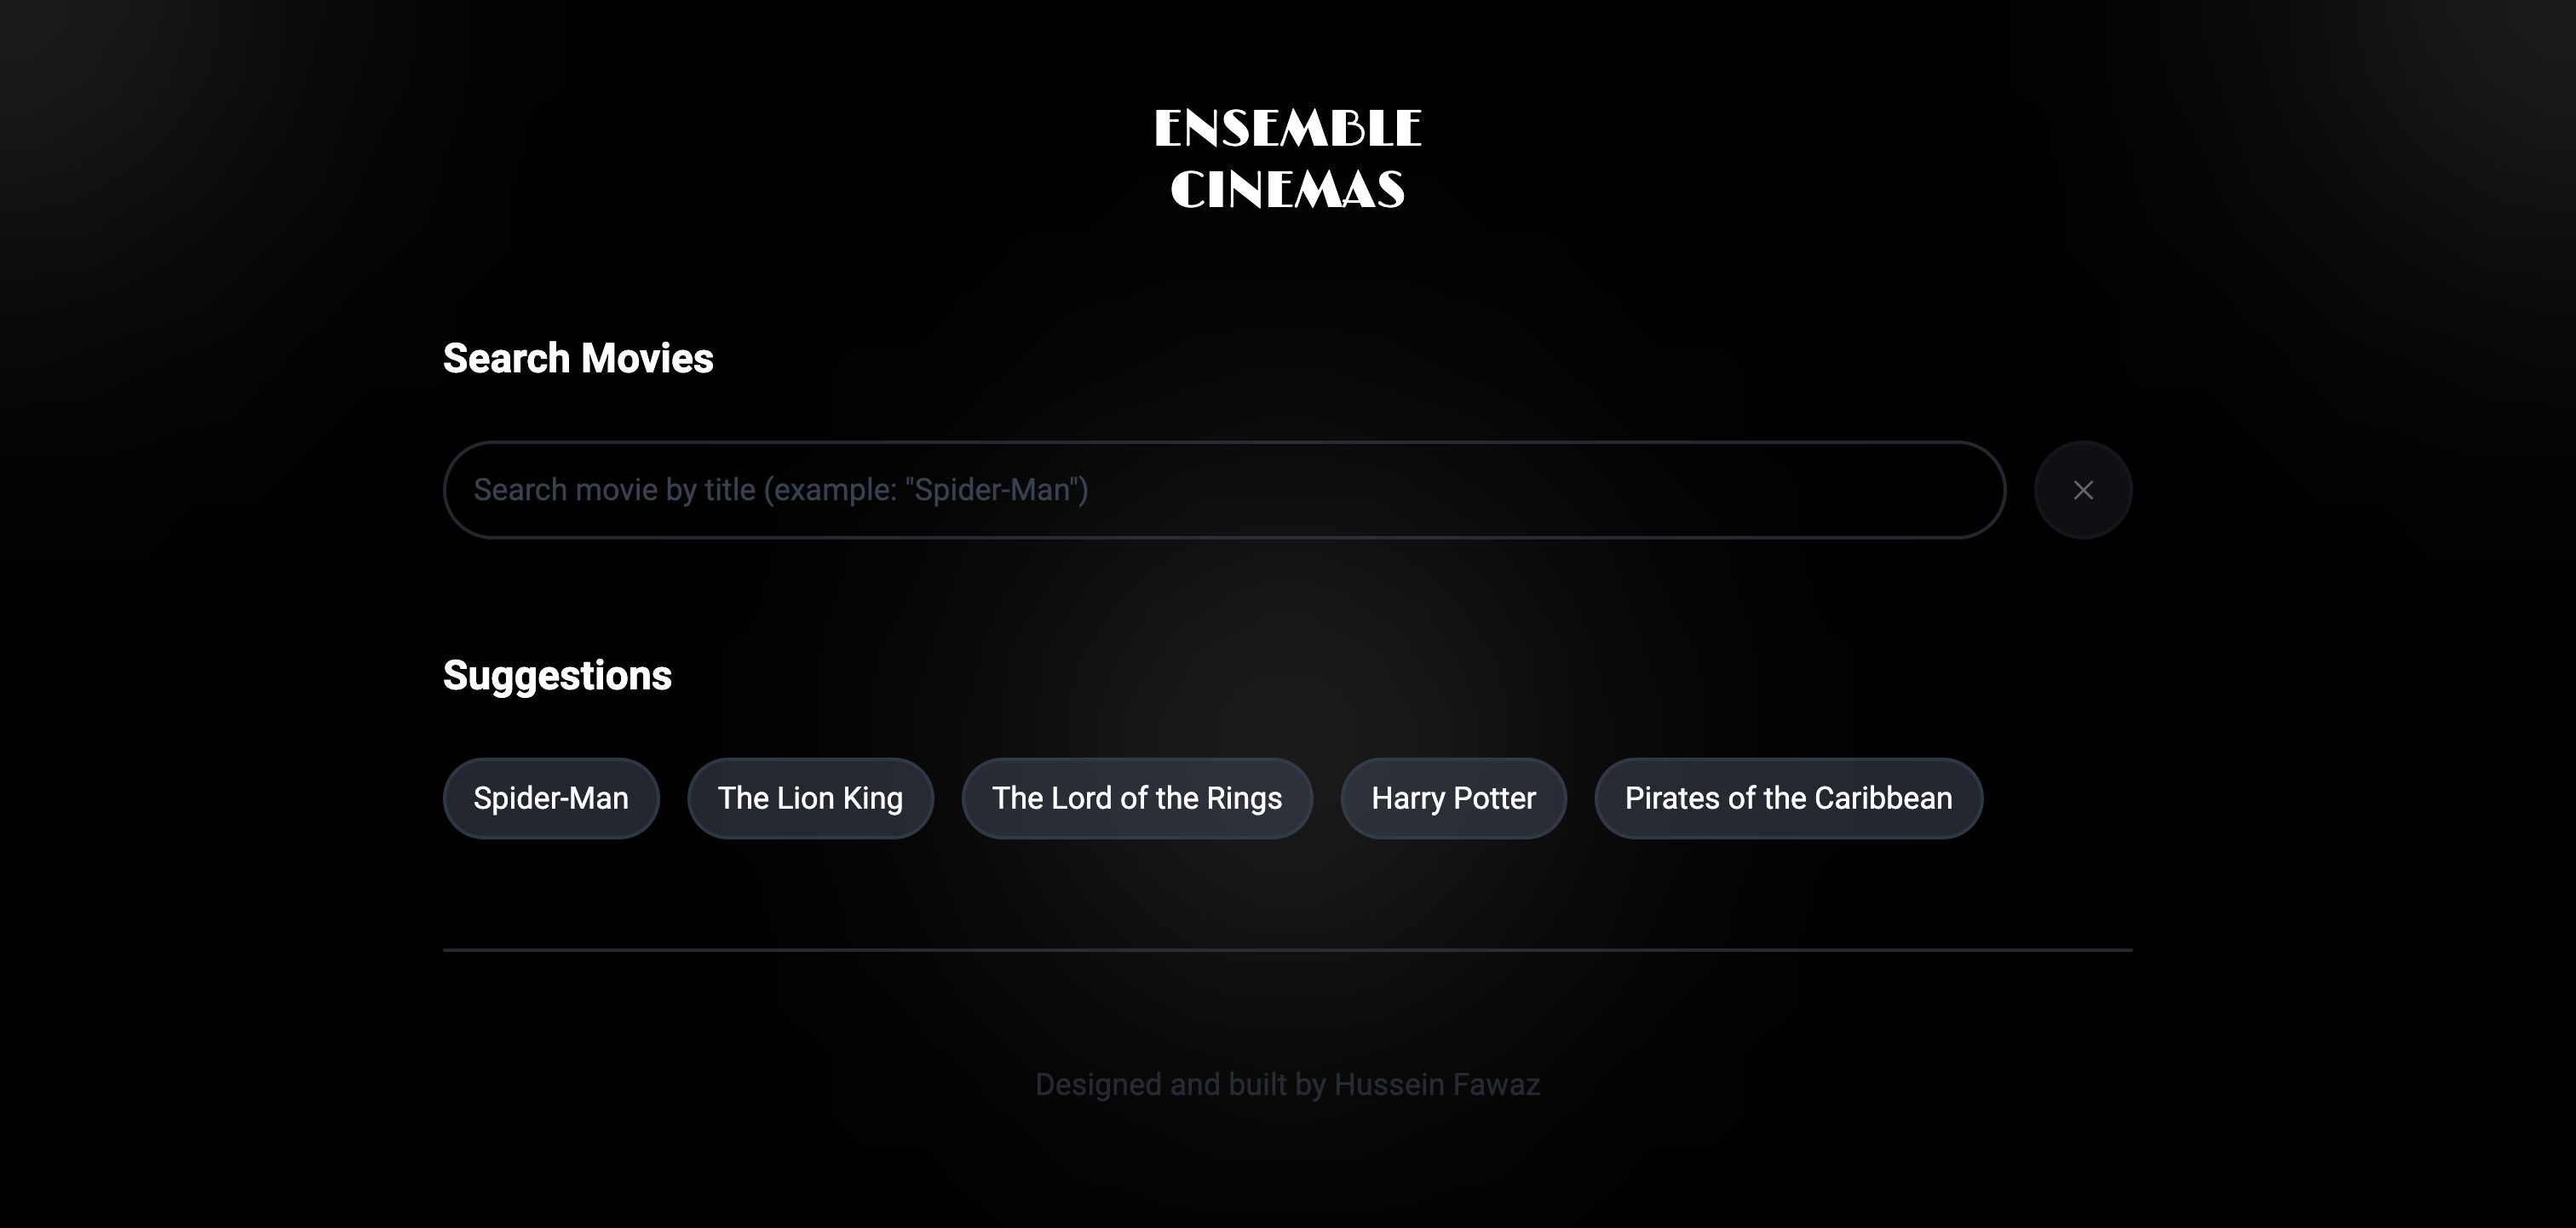 ENSEMBLE
CINEMAS
Search Movies
Search movie by title (example: "Spider-Man")
Suggestions
Spider-Man
The Lion King
The Lord of the Rings
Harry Potter
Pirates of the Caribbean
Designed and built by Hussein Fawaz